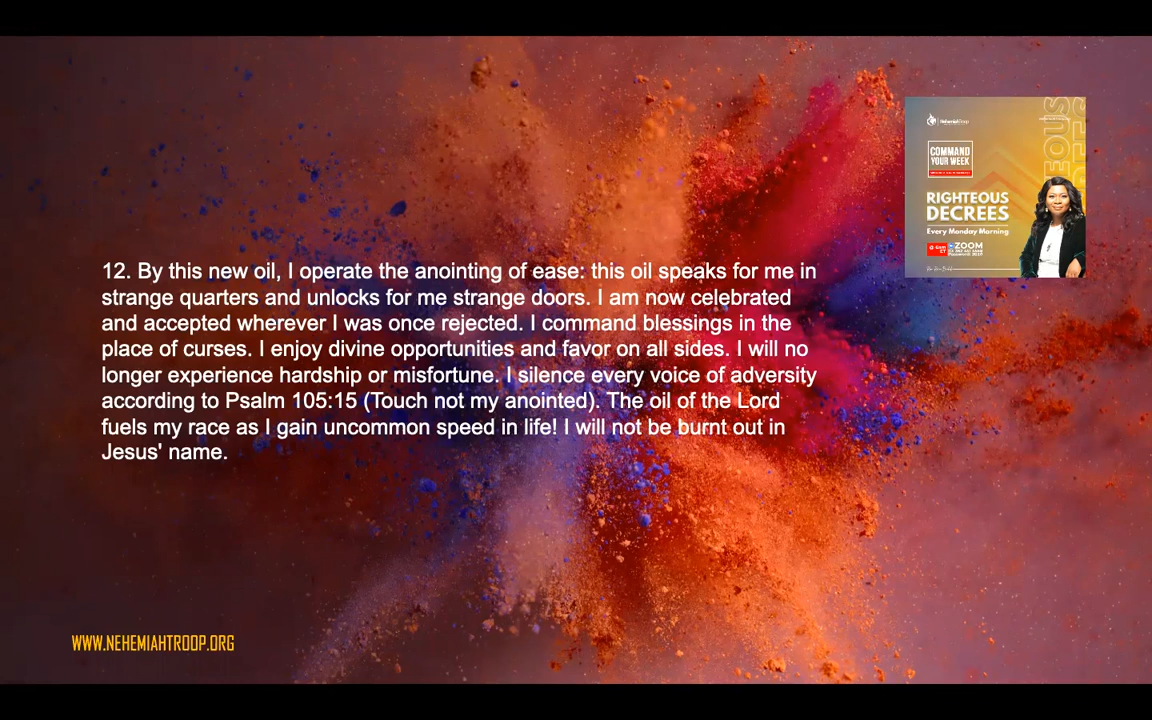 NehemiahTroop
COMMAND
YOUR WEEK
RIGHTEOUS
DECREES
Every Monday Morning
ZOOM
12. By this new oil, I operate the anointing of ease: this oil speaks for me in
strange quarters and unlocks for me strange doors. I am now celebrated
and accepted wherever I was once rejected. I command blessings in the
place of curses. I enjoy divine opportunities and favor on all sides. I will no
longer experience hardship or misfortune. I silence every voice of adversity
according to Psalm 105:15 (Touch not my anointed). The oil of the Lord
fuels my race as I gain uncommon speed in life! I will not be burnt out in
Jesus' name.
WWW.NEHEMIAHTROOP.ORG